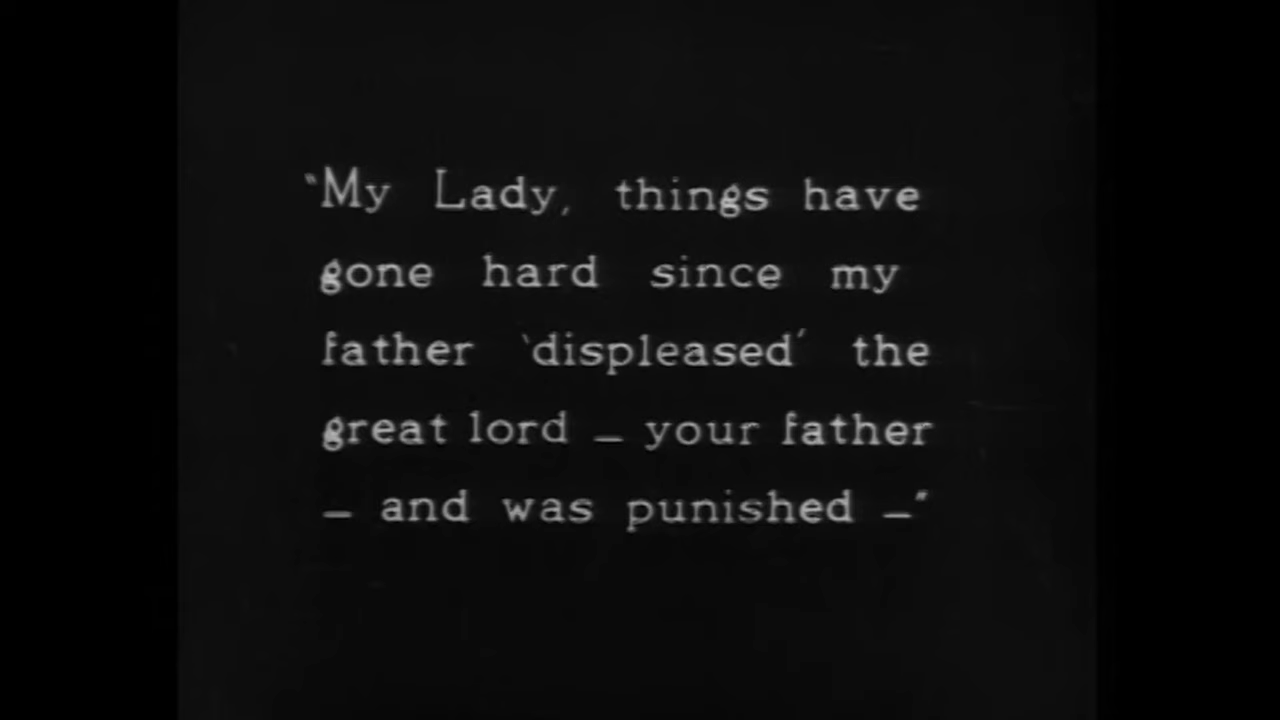 "My Lady, things have
gone hard since my
father 'displeased' the
great lord — your father
— and was punished —"